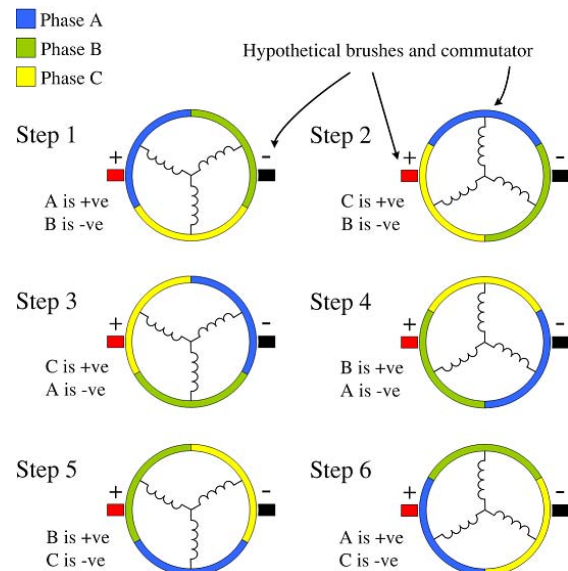 Phase A
Phase B
Phase C
Hypothetical brushes and commutator
Step 1
+
-
A is +ve
B is -ve
Step 2
+
-
C is +ve
B is -ve
Step 3
+
-
C is +ve
A is -ve
Step 4
+
-
B is +ve
A is -ve
Step 5
+
-
B is +ve
C is -ve
Step 6
+
-
A is +ve
C is -ve